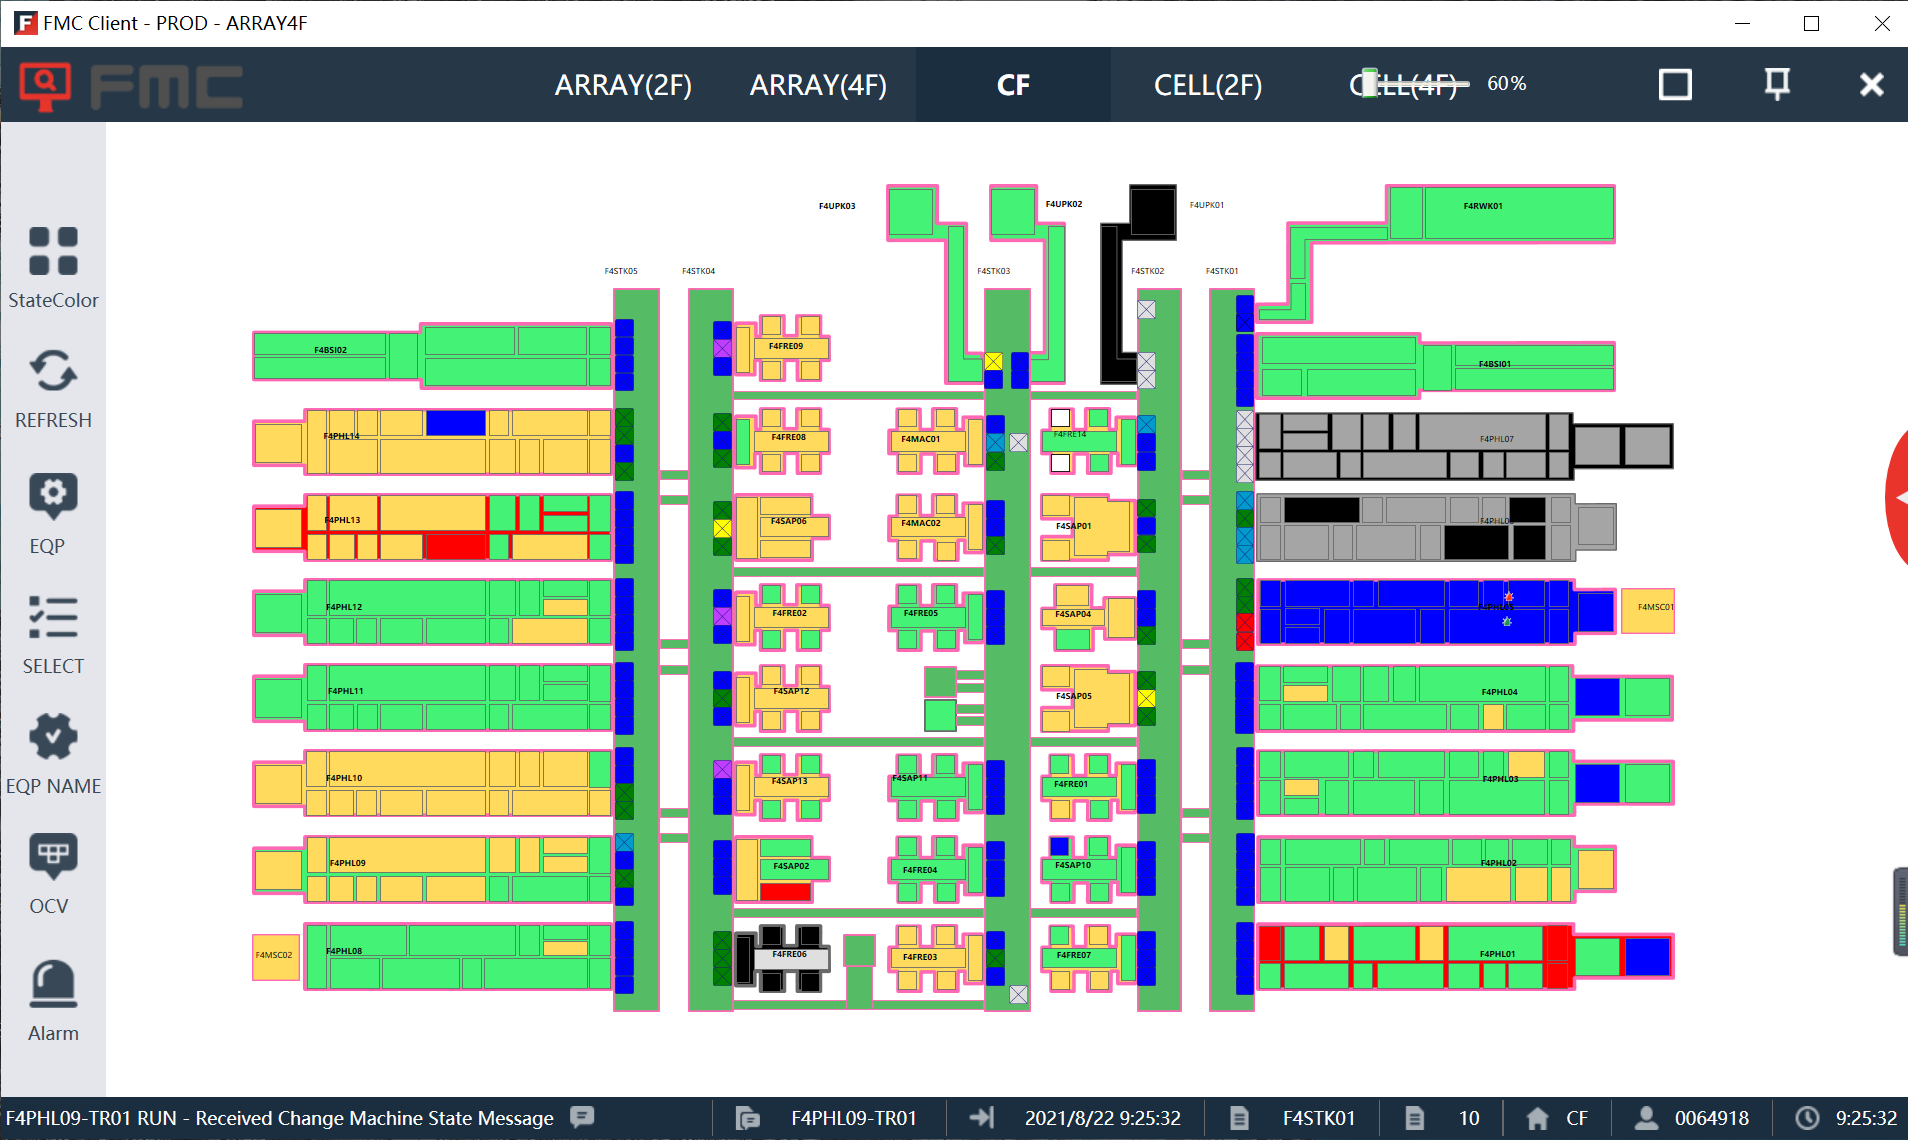 FMC Client - PROD - ARRAY4F
FMC
ARRAY(2F)
ARRAY(4F)
CF
CELL(2F)
CELL(4F)
60%
StateColor
REFRESH
EQP
SELECT
EQP NAME
OCV
Alarm
F4UPK03
F4UPK02
F4UPK01
F4RWK01
F4STK05
F4STK04
F4STK03
F4STK02
F4STK01
F4BSI02
F4FRE09
F4BSI01
F4PHL14
F4FRE08
F4MAC01
F4FRE14
F4PHL07
F4PHL13
F4SAP06
F4MAC02
F4SAP01
F4PHL12
F4FRE02
F4FRE05
F4SAP04
F4MSC01
F4PHL11
F4SAP12
F4SAP05
F4PHL04
F4PHL10
F4SAP13
F4SAP11
F4FRE01
F4PHL03
F4PHL09
F4SAP02
F4FRE04
F4SAP10
F4PHL02
F4MSC02
F4PHL08
F4FRE06
F4FRE03
F4FRE07
F4PHL01
F4PHL09-TR01 RUN - Received Change Machine State Message
F4PHL09-TR01
2021/8/22 9:25:32
F4STK01
10
CF
0064918
9:25:32